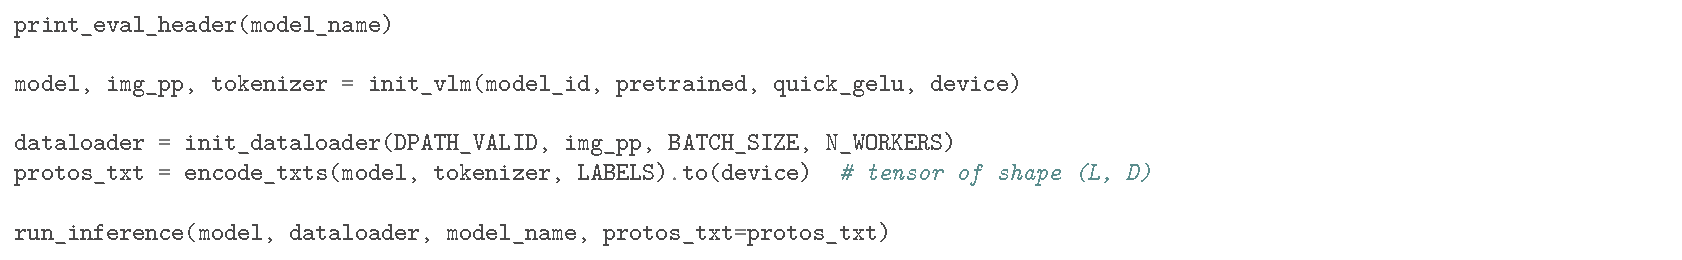 print_eval_header(model_name)
model, img_pp, tokenizer = init_vlm(model_id, pretrained, quick_gelu, device)
dataloader = init_dataloader(DPATH_VALID, img_pp, BATCH_SIZE, N_WORKERS)
protos_txt = encode_txts(model, tokenizer, LABELS).to(device)  # tensor of shape (L, D)
run_inference(model, dataloader, model_name, protos_txt=protos_txt)